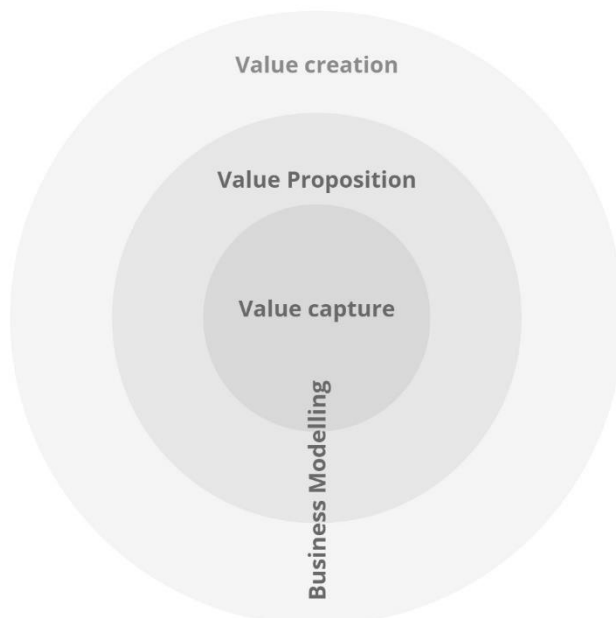 Value creation
Value Proposition
Value capture
Business Modelling